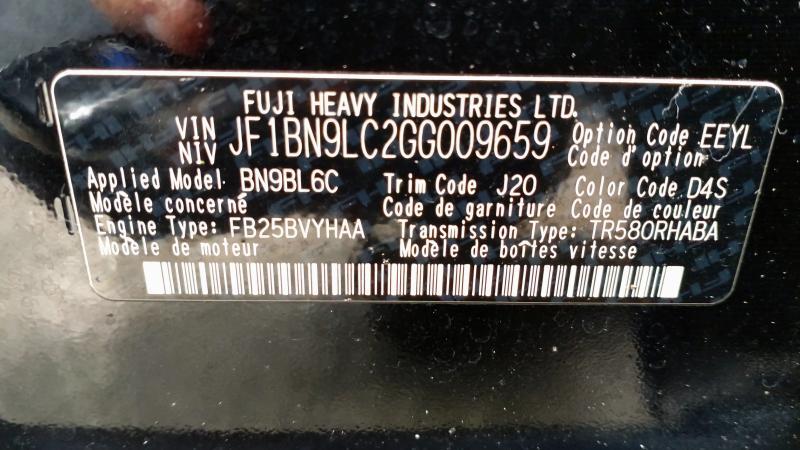 FUJI HEAVY INDUSTRIES LTD.
VIN JF1BN9LC2GG009659 Option Code EEYL
NIV Code d'option
Applied Model BN9BL6C Trim Code J20 Color Code D4S
Modèle concerné Code de garniture Code de couleur
Engine Type: FB25BVYHAA Transmission Type: TR580RHABA
Modèle de moteur Modèle de boîtes vitesse